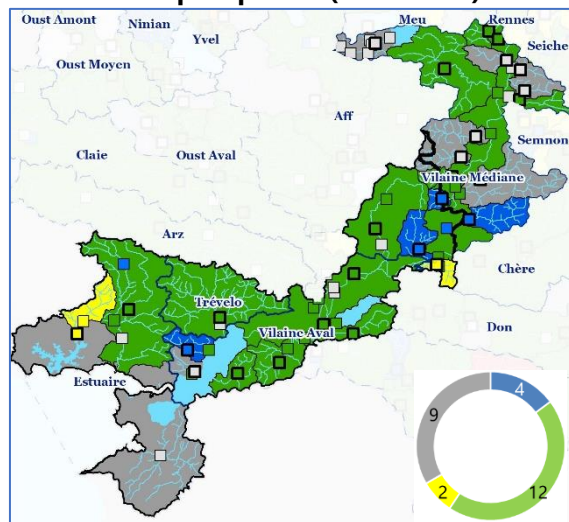 Oust Amont
Ninian
Meu
Rennes
Yvel
Seiche
Oust Moyen
Aff
Semnon
Claie
Oust Aval
Vilaine Médiane
Arz
Chère
Trévelo
Vilaine Aval
Don
Estuaire
4
9
2
12